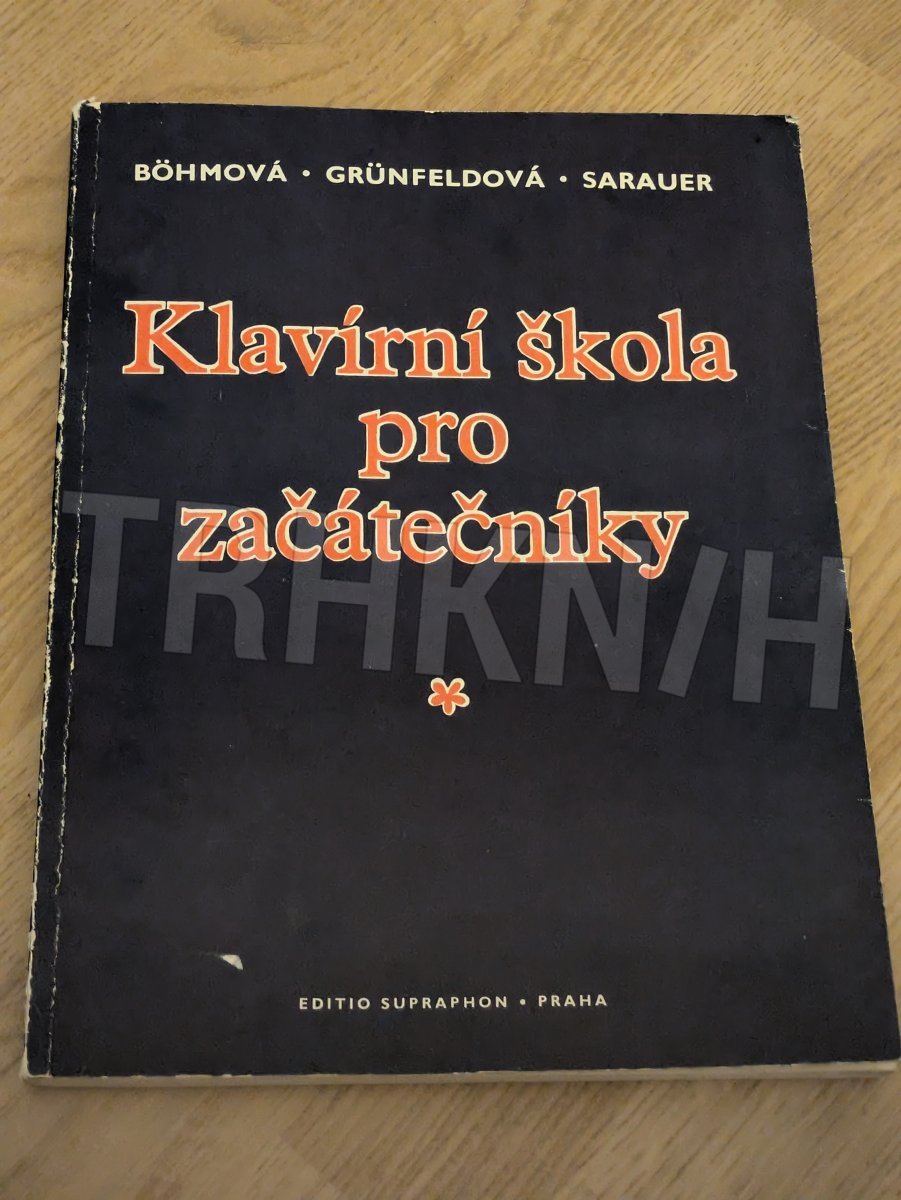 BÖHMOVÁ • GRÜNFELDOVÁ • SARAUER
Klavírní škola
pro
začátečníky
TRHKNIH
EDITIO SUPRAPHON • PRAHA